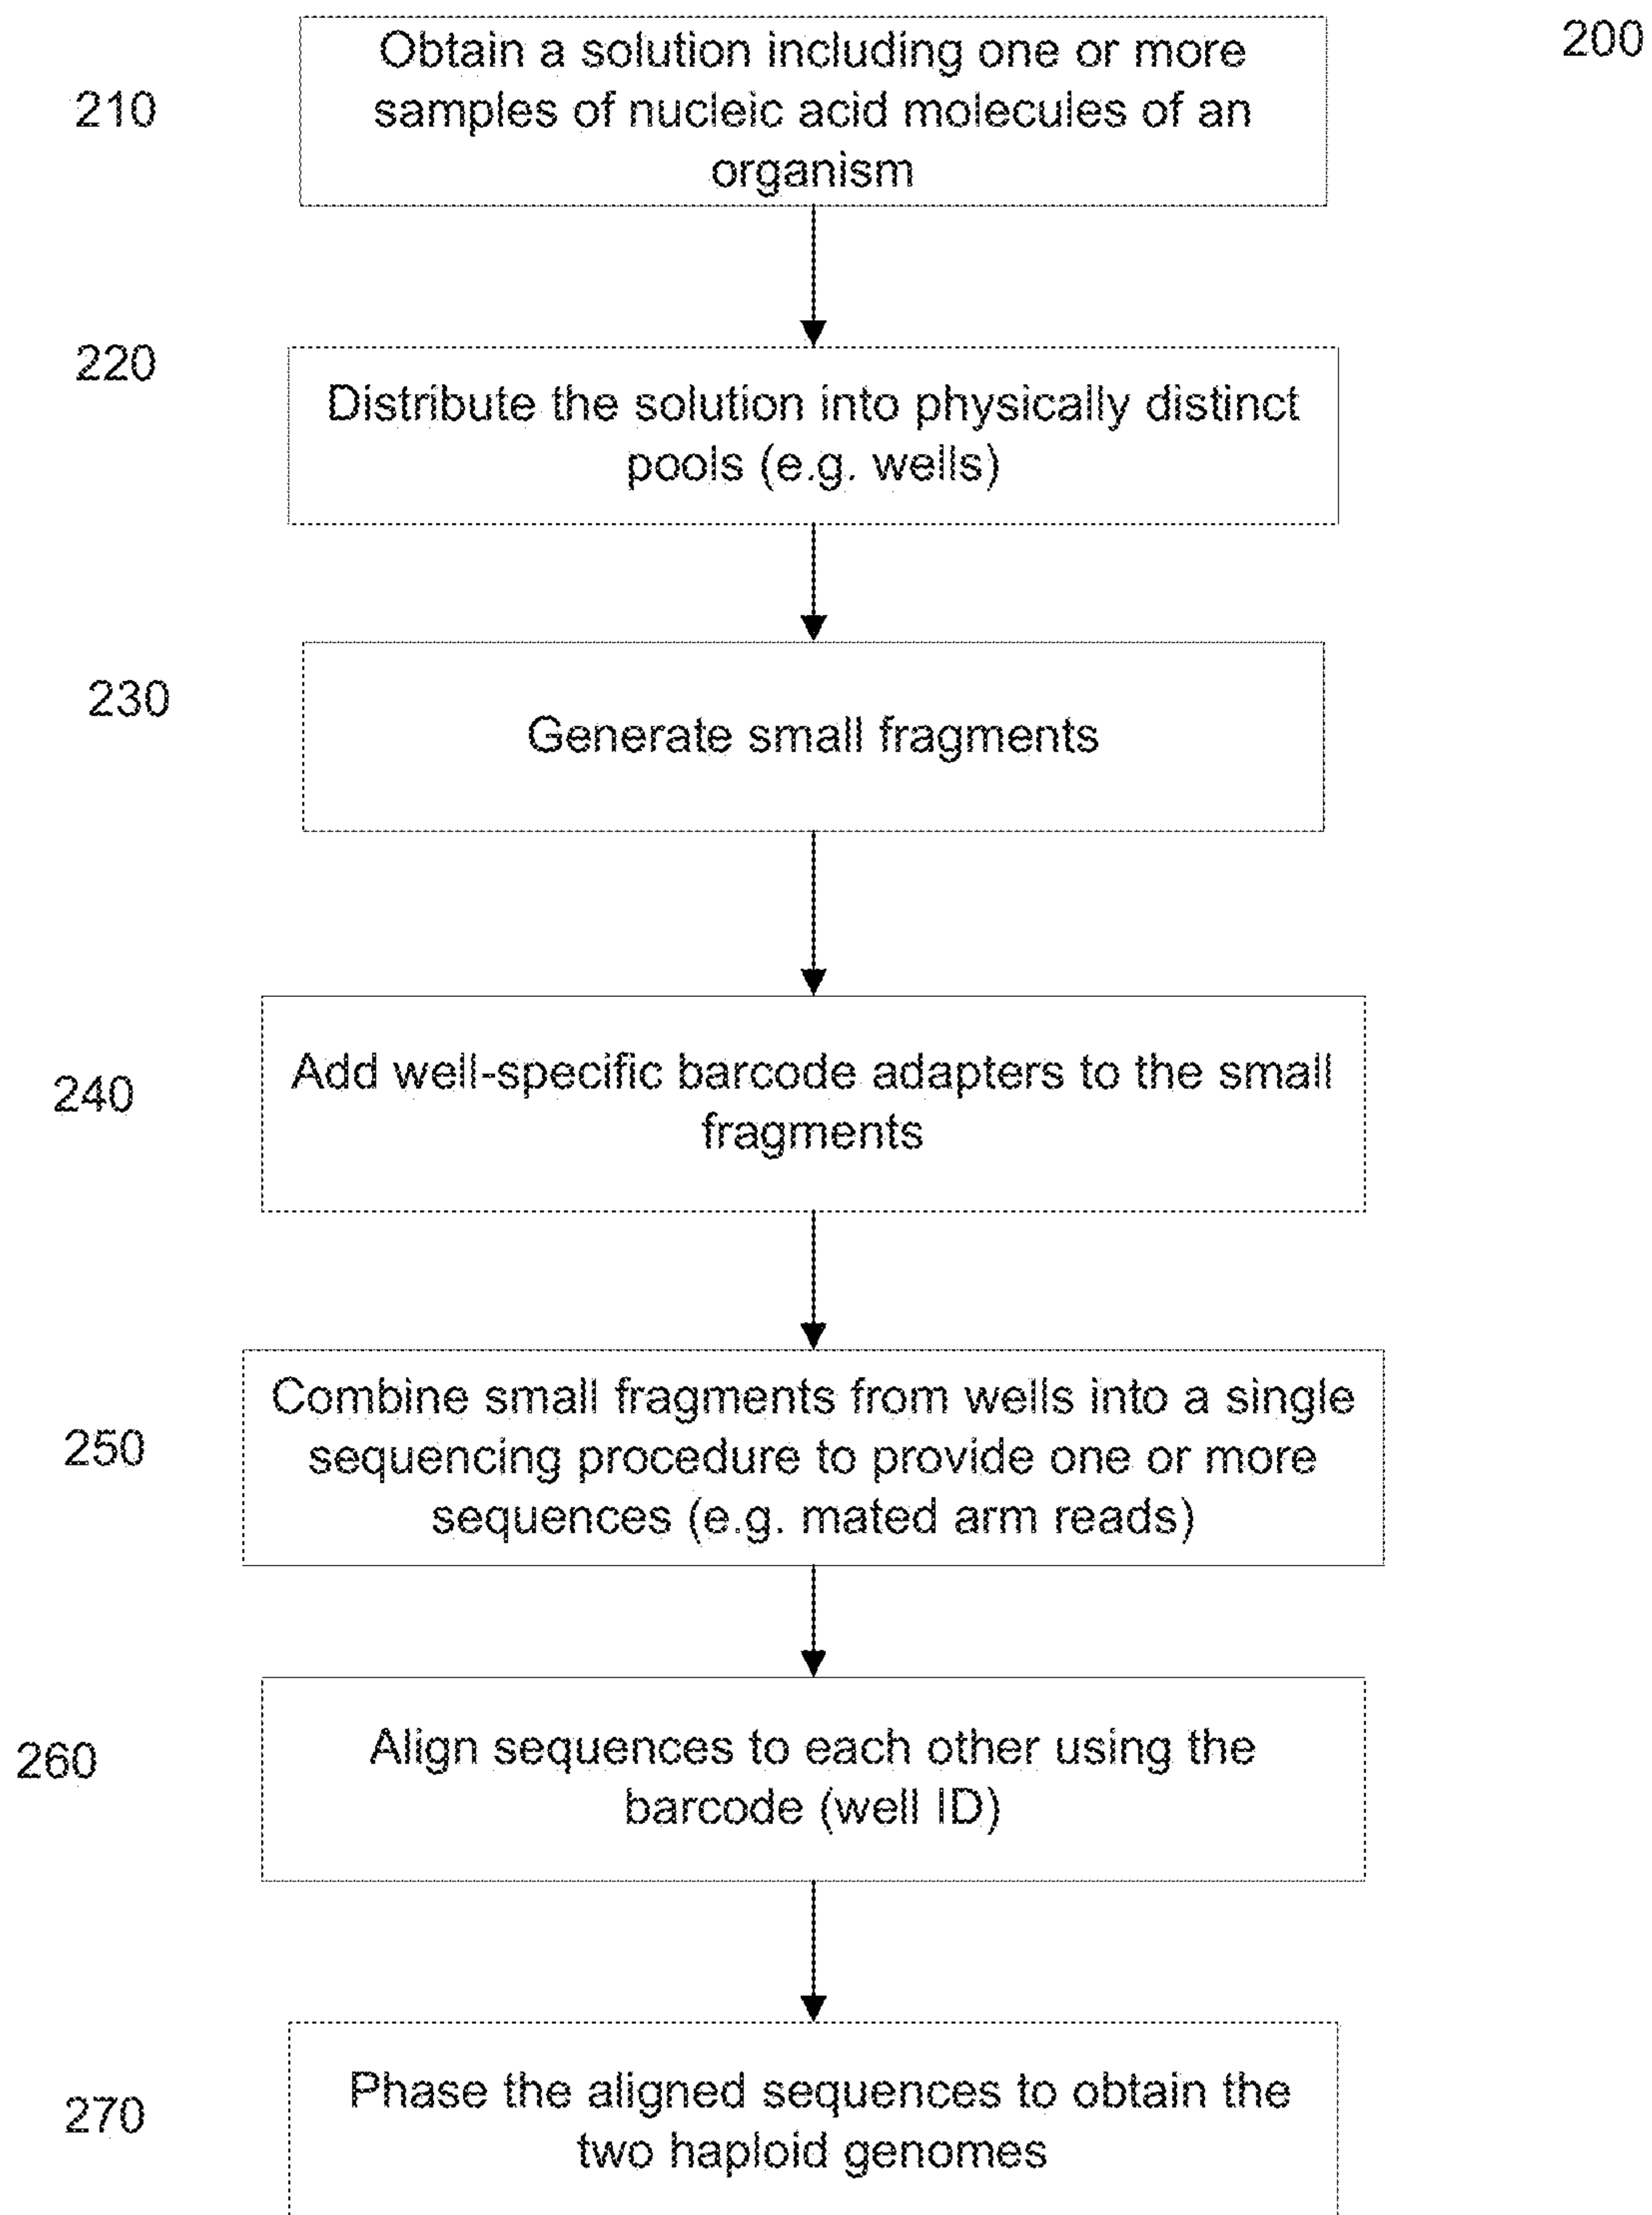 200
210
Obtain a solution including one or more
samples of nucleic acid molecules of an
organism
220
Distribute the solution into physically distinct
pools (e.g. wells)
230
Generate small fragments
240
Add well-specific barcode adapters to the small
fragments
250
Combine small fragments from wells into a single
sequencing procedure to provide one or more
sequences (e.g. mated arm reads)
260
Align sequences to each other using the
barcode (well ID)
270
Phase the aligned sequences to obtain the
two haploid genomes